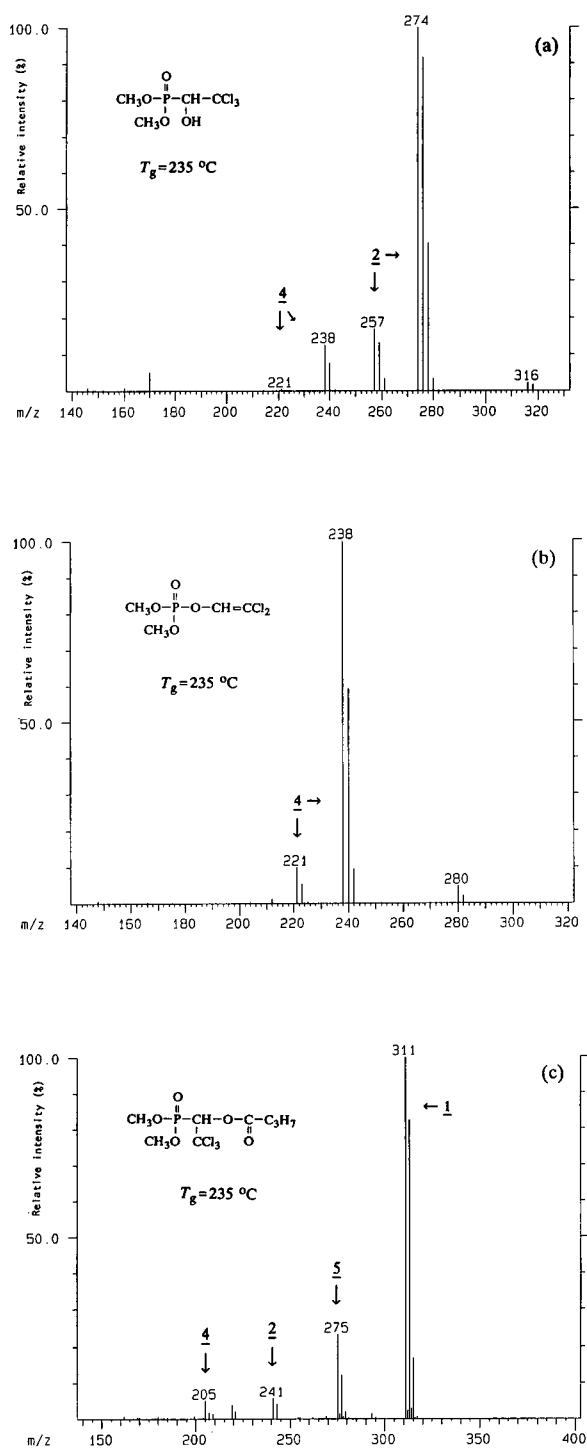 (a)
274
100.0
Relative intensity (%)
O
CH3O—P—CH—CCl3
CH3O OH
Tg=235 °C
50.0
2 →
4
238
257
221
316
m/z
140 160 180 200 220 240 260 280 300 320
(b)
238
100.0
Relative intensity (%)
O
CH3O—P—O—CH=CCl2
CH3O
Tg=235 °C
50.0
4 →
221
280
m/z
140 160 180 200 220 240 260 280 300 320
(c)
311
100.0
Relative intensity (%)
← 1
O
CH3O—P—CH—O—C—C3H7
CH3O CCl3 O
Tg=235 °C
50.0
5
275
4
2
205
241
m/z
150 200 250 300 350 400